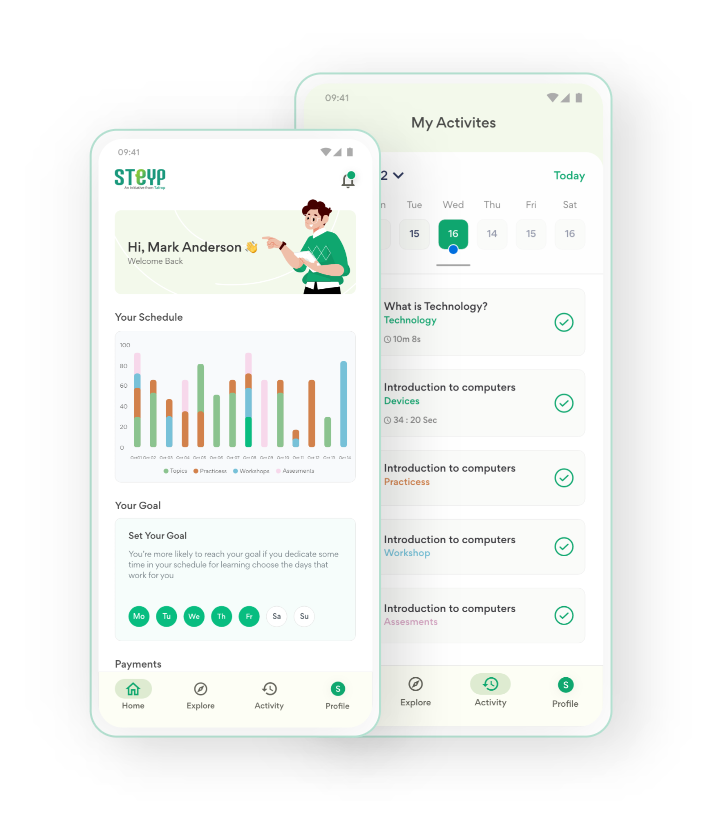 09:41
My Activites
2
Today
n Tue Wed Thu Fri Sat
15 16 14 15 16
What is Technology?
Technology
10m 8s
Introduction to computers
Devices
34 : 20 Sec
Introduction to computers
Practicess
Introduction to computers
Workshop
Introduction to computers
Assesments
Explore
Activity
S
Profile
09:41
STEYP
An initiative from Talrop
Hi, Mark Anderson 👋
Welcome Back
Your Schedule
100
80
60
40
20
0
Oct 01 Oct 02 Oct 03 Oct 04 Oct 05 Oct 06 Oct 07 Oct 08 Oct 09 Oct 10 Oct 11 Oct 12 Oct 13 Oct 14
Topics Practicess Workshops Assesments
Your Goal
Set Your Goal
You're more likely to reach your goal if you dedicate some
time in your schedule for learning choose the days that
work for you
Mo Tu We Th Fr Sa Su
Payments
S
Home Explore Activity Profile